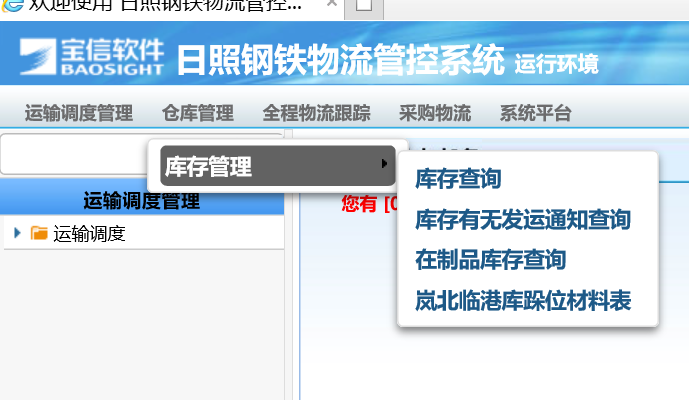 欢迎使用 日照钢铁物流管控...
宝信软件
BAOSIGHT
日照钢铁物流管控系统 运行环境
运输调度管理 仓库管理 全程物流跟踪 采购物流 系统平台
库存管理
库存查询
运输调度管理
您有 [0
库存有无发运通知查询
运输调度
在制品库存查询
岚北临港库跺位材料表